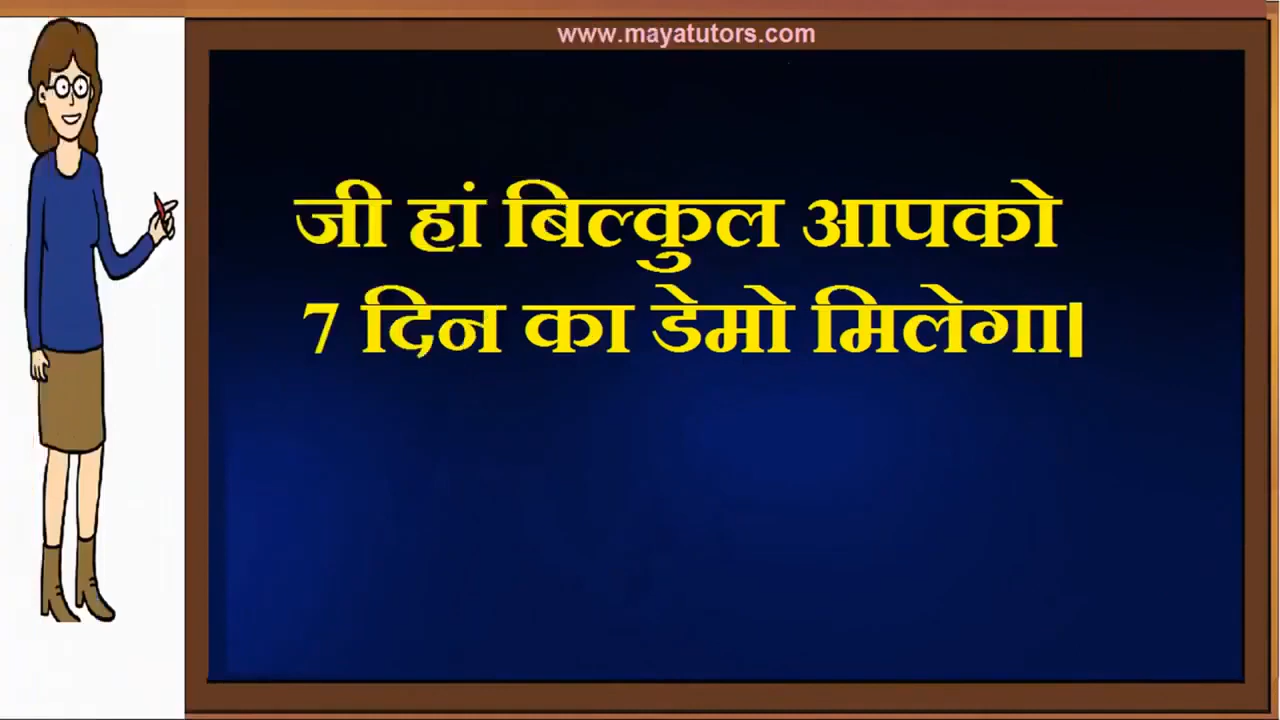 www.mayatutors.com
जी हां बिल्कुल आपको
7 दिन का डेमो मिलेगा।